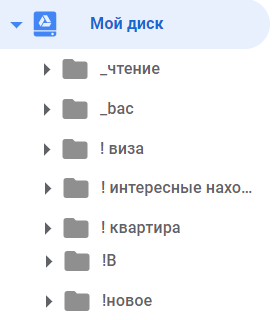 Мой диск
_чтение
_bac
! виза
! интересные нахо...
! квартира
!В
!новое